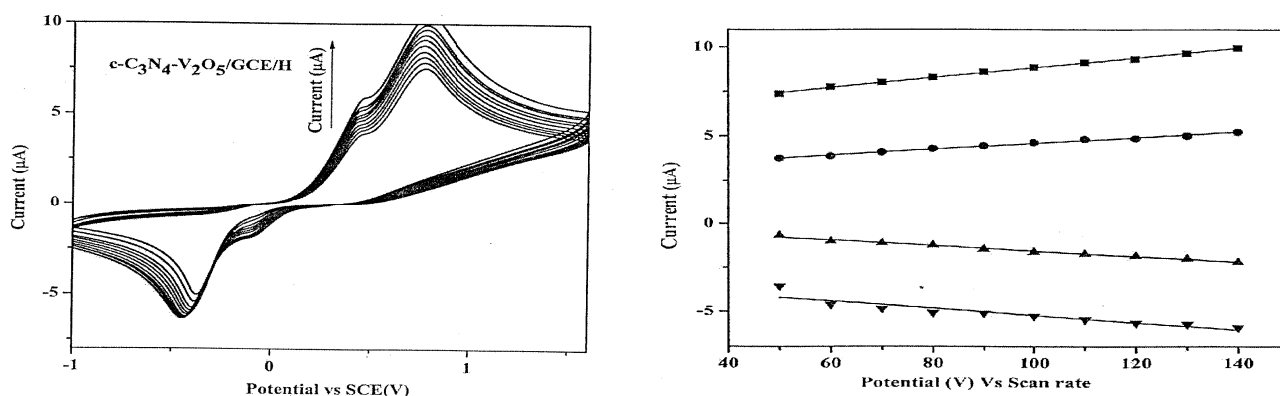 10
5
0
-5
Current (μA)
c-C3N4-V2O5/GCE/H
Current (μA)
-1
0
1
Potential vs SCE(V)
10
5
0
-5
Current (μA)
40
60
80
100
120
140
Potential (V) Vs Scan rate